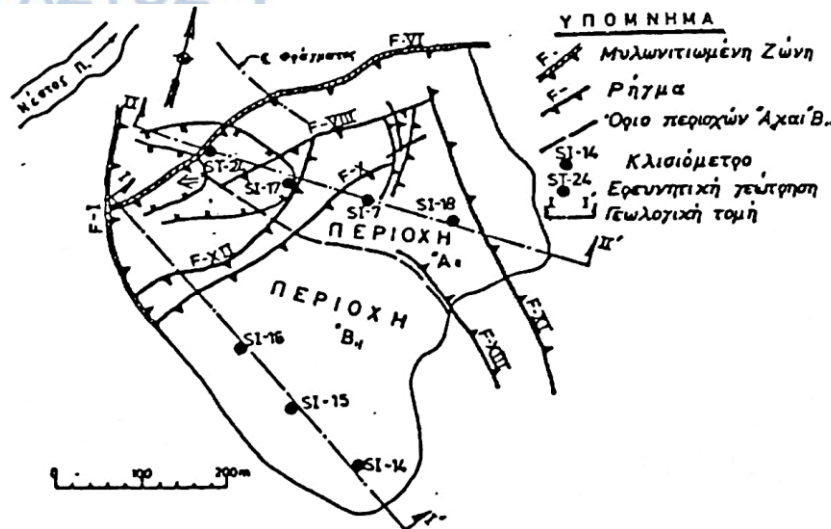 Νέστος Π.
₵ Φράγματος
F-VI
ΥΠΟΜΝΗΜΑ
F- Μυλωνιτιωμένη Ζώνη
F- Ρήγμα
Όριο περιοχών "Α" και "Β"
SI-14 Κλισιόμετρο
ST-24 Ερευνητική γεώτρηση
I I' Γεωλογική τομή
II
F-VIII
ST-24
I
SI-17
F-X
SI-7
SI-18
F-I
ΠΕΡΙΟΧΗ
"Α"
II'
F-XII
ΠΕΡΙΟΧΗ
"Β"
F-XI
F-XIII
SI-16
SI-15
SI-14
0 100 200m
I'